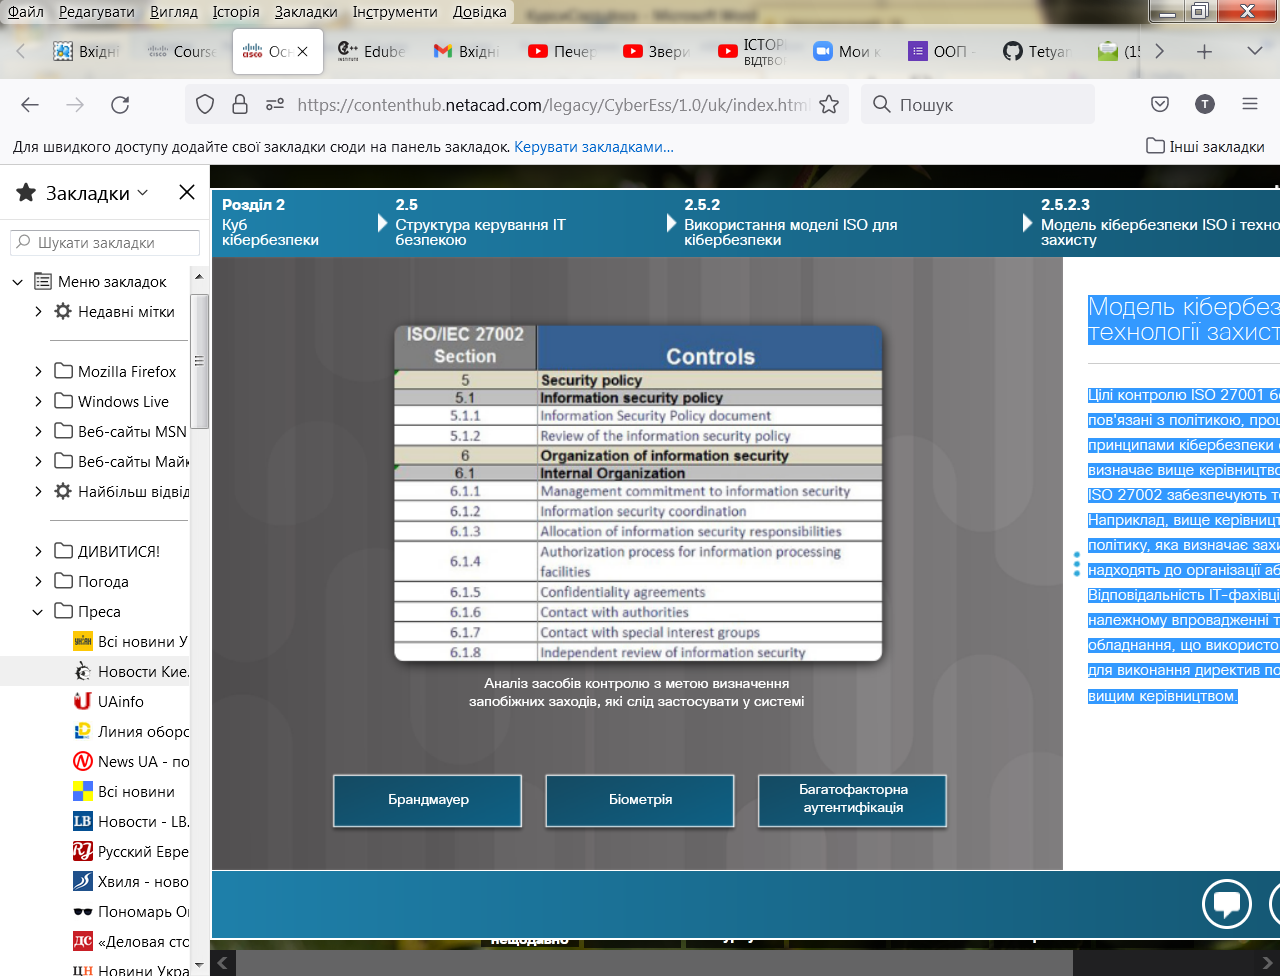 Файл Редагувати Вигляд Історія Закладки Інструменти Довідка
Вхідні
Course
Осн
Edube
Вхідні
Печер
Звери
ІСТОРІ
ВІДТВОР
Мои к
ООП -
Tetyan
(15
https://contenthub.netacad.com/legacy/CyberEss/1.0/uk/index.html
Пошук
Для швидкого доступу додайте свої закладки сюди на панель закладок. Керувати закладками…
Інші закладки
Закладки
Шукати закладки
Меню закладок
Недавні мітки
Mozilla Firefox
Windows Live
Веб-сайты MSN
Веб-сайты Майк
Найбільш відвід
ДИВИТИСЯ!
Погода
Преса
Всі новини У
Новости Кие.
UAinfo
Линия оборо
News UA - по
Всі новини
Новости - LB.
Русский Евре
Хвиля - ново
Пономарь О
«Деловая сто
Новини Укра
Розділ 2
Куб
кібербезпеки
2.5
Структура керування ІТ
безпекою
2.5.2
Використання моделі ISO для
кібербезпеки
2.5.2.3
Модель кібербезпеки ISO і техно
захисту
ISO/IEC 27002
Section
Controls
5 Security policy
5.1 Information security policy
5.1.1 Information Security Policy document
5.1.2 Review of the information security policy
6 Organization of information security
6.1 Internal Organization
6.1.1 Management commitment to information security
6.1.2 Information security coordination
6.1.3 Allocation of information security responsibilities
6.1.4 Authorization process for information processing
facilities
6.1.5 Confidentiality agreements
6.1.6 Contact with authorities
6.1.7 Contact with special interest groups
6.1.8 Independent review of information security
Аналіз засобів контролю з метою визначення
запобіжних заходів, які слід застосувати у системі
Брандмауер
Біометрія
Багатофакторна
аутентифікація
Модель кібербез
технології захист
Цілі контролю ISO 27001 б
пов'язані з політикою, проц
принципами кібербезпеки
визначає вище керівництво
ISO 27002 забезпечують т
Наприклад, вище керівниц
політику, яка визначає захи
надходять до організації аб
Відповідальність ІТ-фахівці
належному впровадженні т
обладнання, що використо
для виконання директив по
вищим керівництвом.
нещодавно